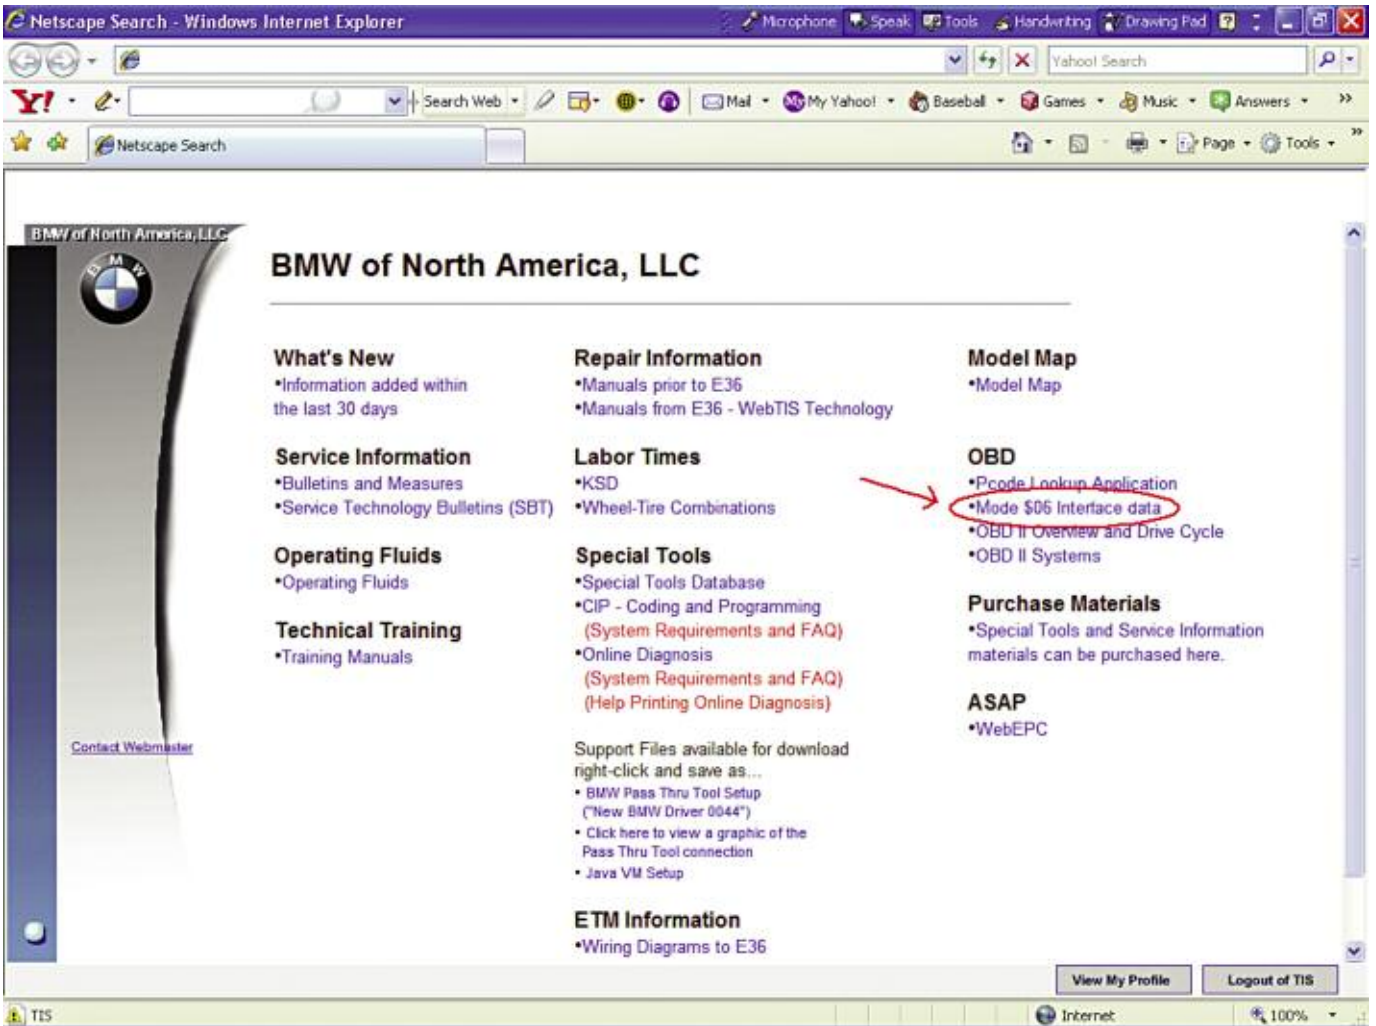 Netscape Search - Windows Internet Explorer
Microphone Speak Tools Handwriting Drawing Pad
Yahoo! Search
Y! Search Web Mail My Yahoo! Baseball Games Music Answers
Netscape Search
Page Tools
BMW of North America, LLC
BMW
BMW of North America, LLC
What's New
•Information added within
the last 30 days
Service Information
•Bulletins and Measures
•Service Technology Bulletins (SBT)
Operating Fluids
•Operating Fluids
Technical Training
•Training Manuals
Contact Webmaster
Repair Information
•Manuals prior to E36
•Manuals from E36 - WebTIS Technology
Labor Times
•KSD
•Wheel-Tire Combinations
Special Tools
•Special Tools Database
•CIP - Coding and Programming
(System Requirements and FAQ)
•Online Diagnosis
(System Requirements and FAQ)
(Help Printing Online Diagnosis)
Support Files available for download
right-click and save as...
• BMW Pass Thru Tool Setup
("New BMW Driver 0044")
• Click here to view a graphic of the
Pass Thru Tool connection
• Java VM Setup
ETM Information
•Wiring Diagrams to E36
Model Map
•Model Map
OBD
•Pcode Lookup Application
•Mode $06 Interface data
•OBD II Overview and Drive Cycle
•OBD II Systems
Purchase Materials
•Special Tools and Service Information
materials can be purchased here.
ASAP
•WebEPC
View My Profile Logout of TIS
TIS Internet 100%